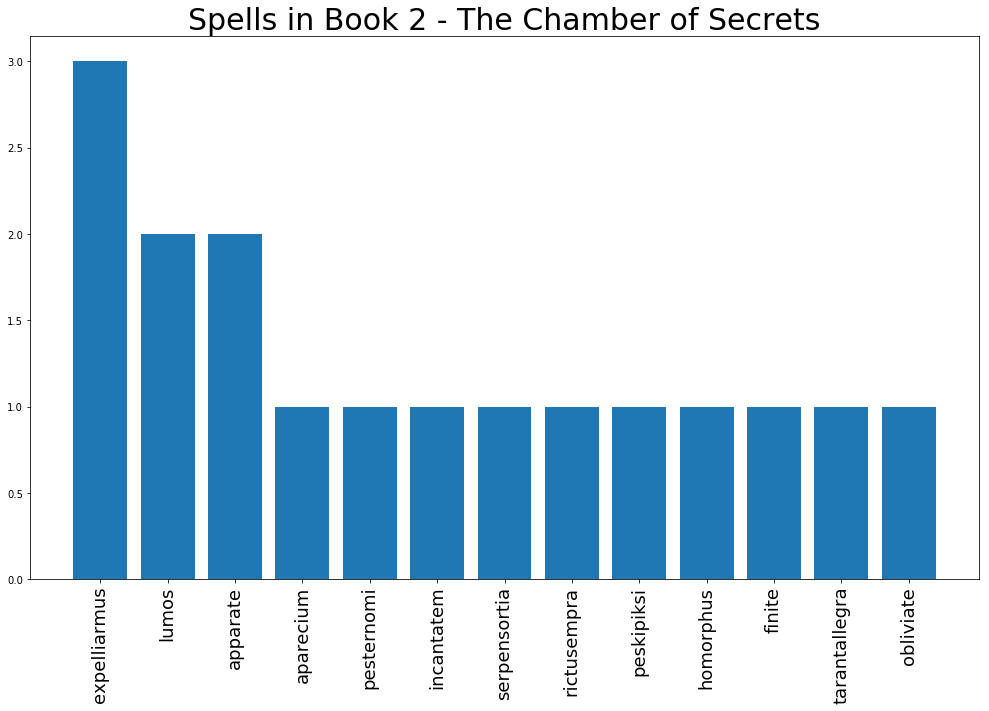 Spells in Book 2 - The Chamber of Secrets
3.0
2.5
2.0
1.5
1.0
0.5
0.0
expelliarmus
lumos
apparate
aparecium
pesternomi
incantatem
serpensortia
rictusempra
peskipiksi
homorphus
finite
tarantallegra
obliviate